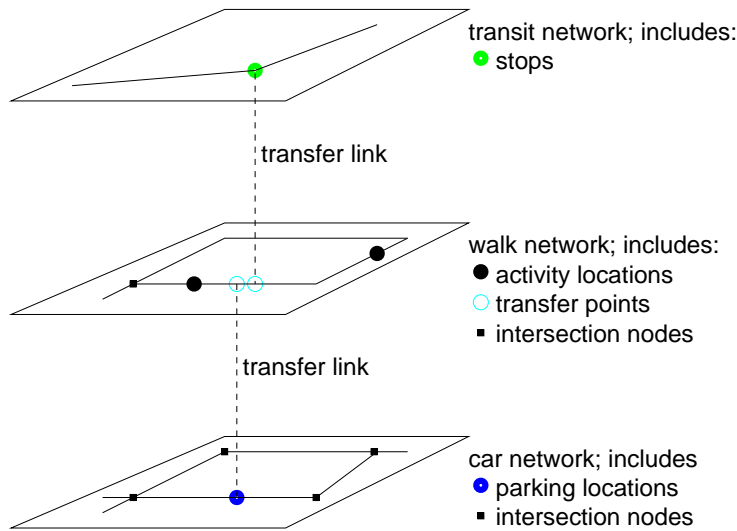 transit network; includes:
stops
transfer link
walk network; includes:
activity locations
transfer points
intersection nodes
transfer link
car network; includes
parking locations
intersection nodes